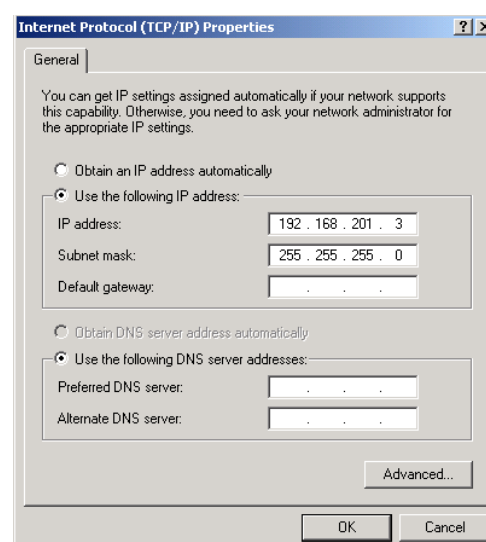 Internet Protocol (TCP/IP) Properties
General
You can get IP settings assigned automatically if your network supports
this capability. Otherwise, you need to ask your network administrator for
the appropriate IP settings.
Obtain an IP address automatically
Use the following IP address:
IP address: 192 . 168 . 201 . 3
Subnet mask: 255 . 255 . 255 . 0
Default gateway: . . .
Obtain DNS server address automatically
Use the following DNS server addresses:
Preferred DNS server: . . .
Alternate DNS server: . . .
Advanced...
OK Cancel